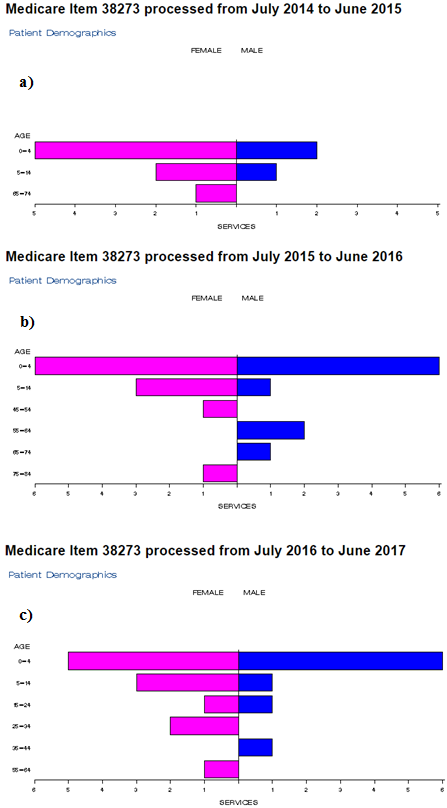 Medicare Item 38273 processed from July 2014 to June 2015
Patient Demographics
FEMALE MALE
a)
AGE
0-4
5-14
65-74
5 4 3 2 1 1 2 3 4 5
SERVICES
Medicare Item 38273 processed from July 2015 to June 2016
Patient Demographics
FEMALE MALE
b)
AGE
0-4
5-14
45-54
55-64
65-74
75-84
6 5 4 3 2 1 1 2 3 4 5 6
SERVICES
Medicare Item 38273 processed from July 2016 to June 2017
Patient Demographics
FEMALE MALE
c)
AGE
0-4
5-14
15-24
25-34
35-44
55-64
6 5 4 3 2 1 1 2 3 4 5 6
SERVICES